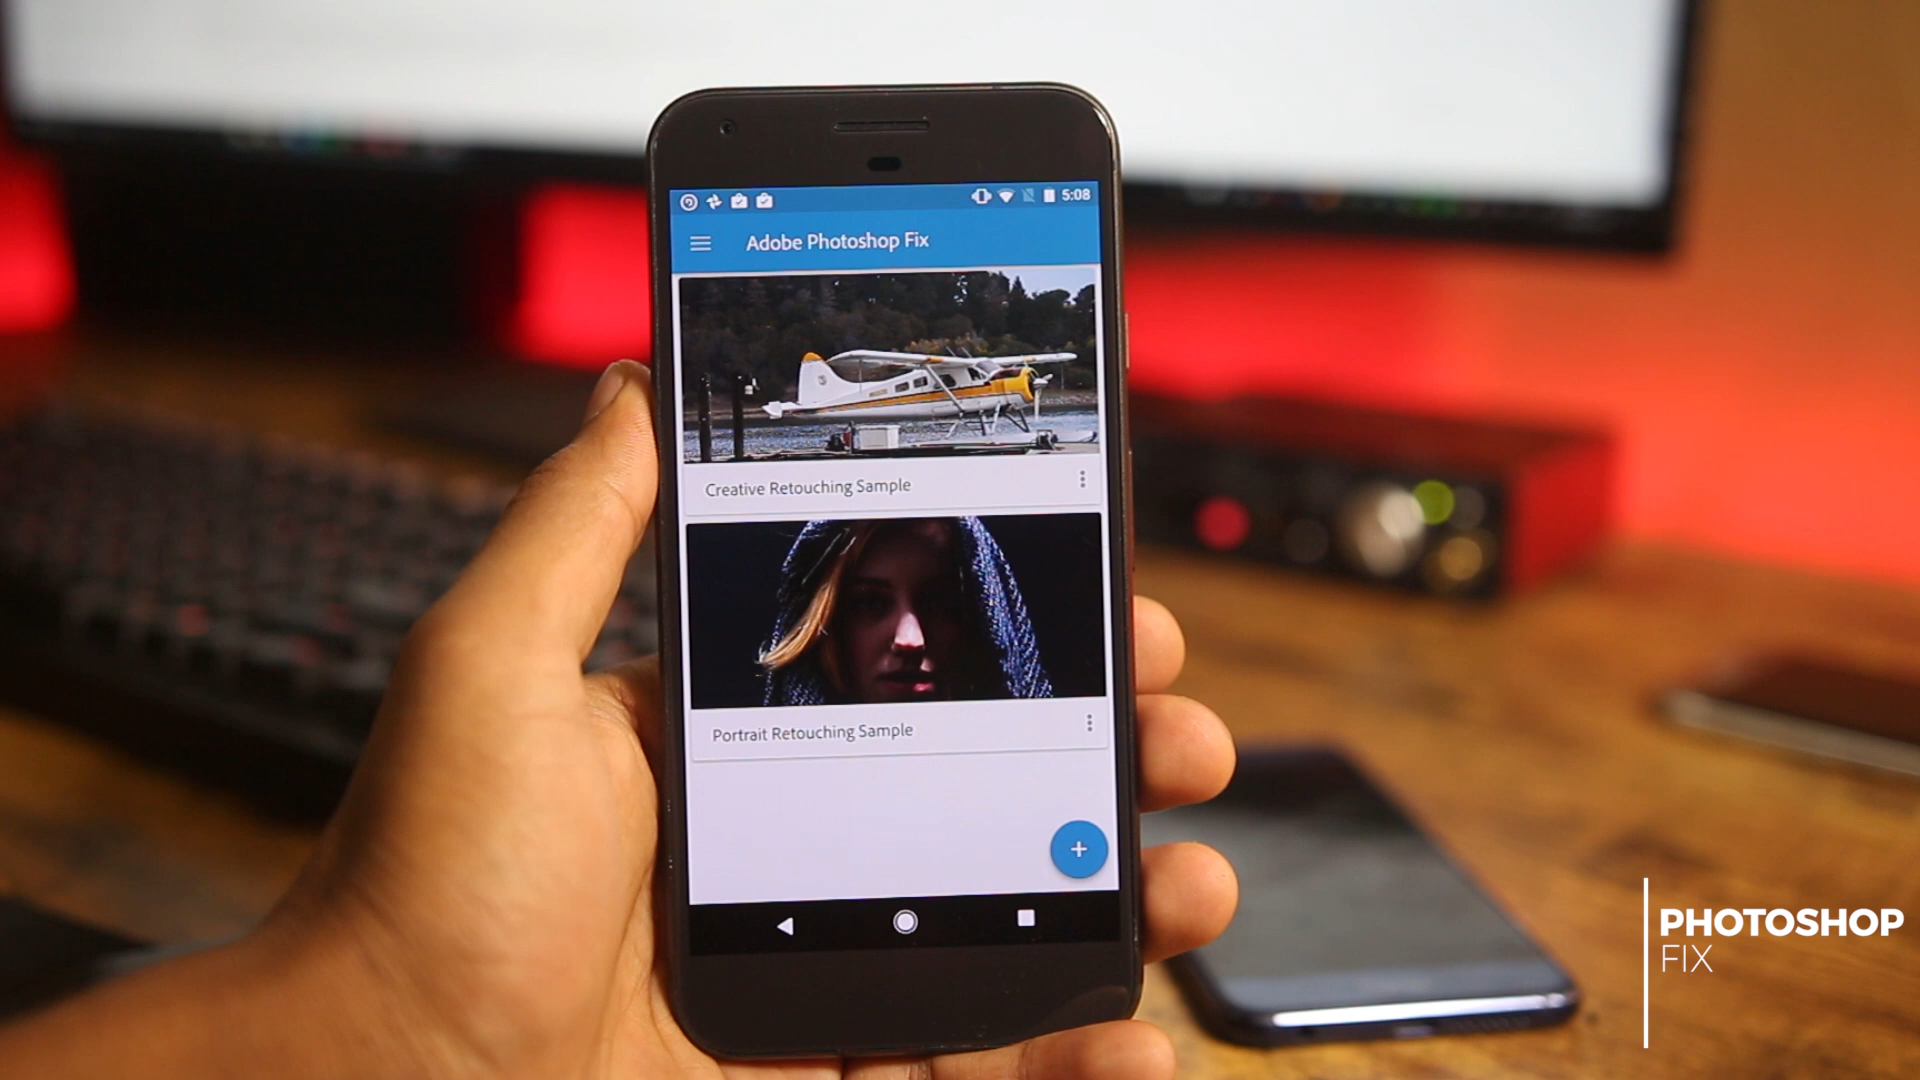 5:08
Adobe Photoshop Fix
Creative Retouching Sample
Portrait Retouching Sample
PHOTOSHOP
FIX